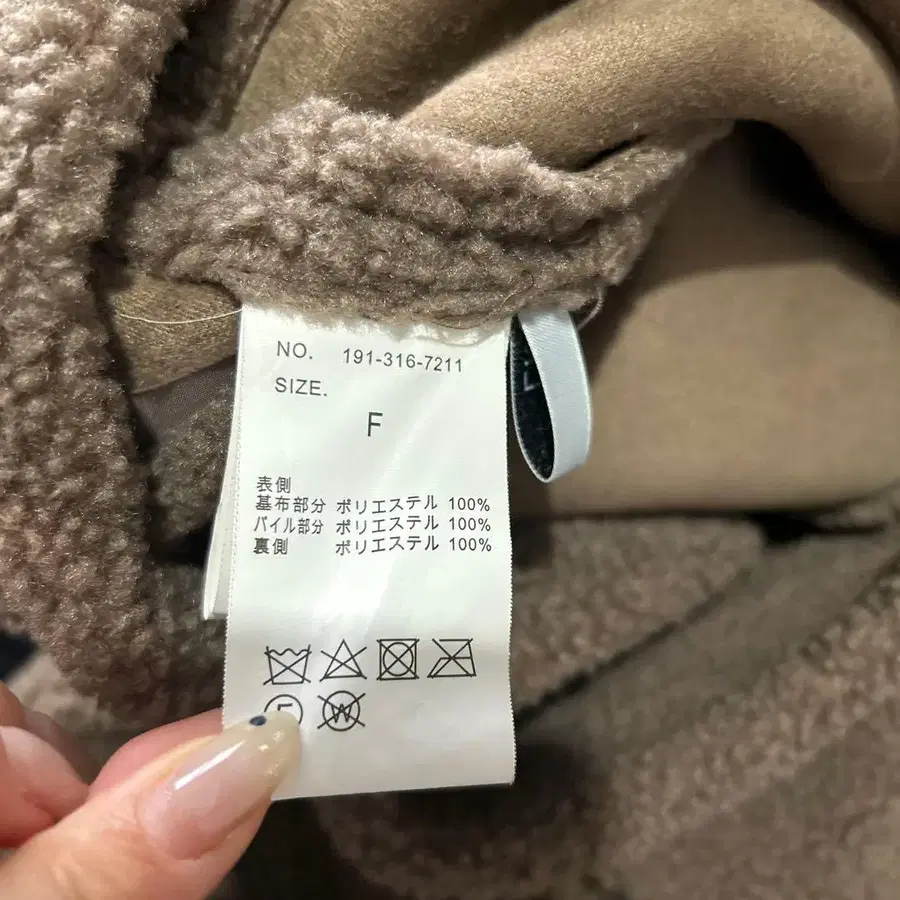 NO. 191-316-7211
SIZE.
F
表側
基布部分 ポリエステル 100%
パイル部分 ポリエステル 100%
裏側 ポリエステル 100%
W